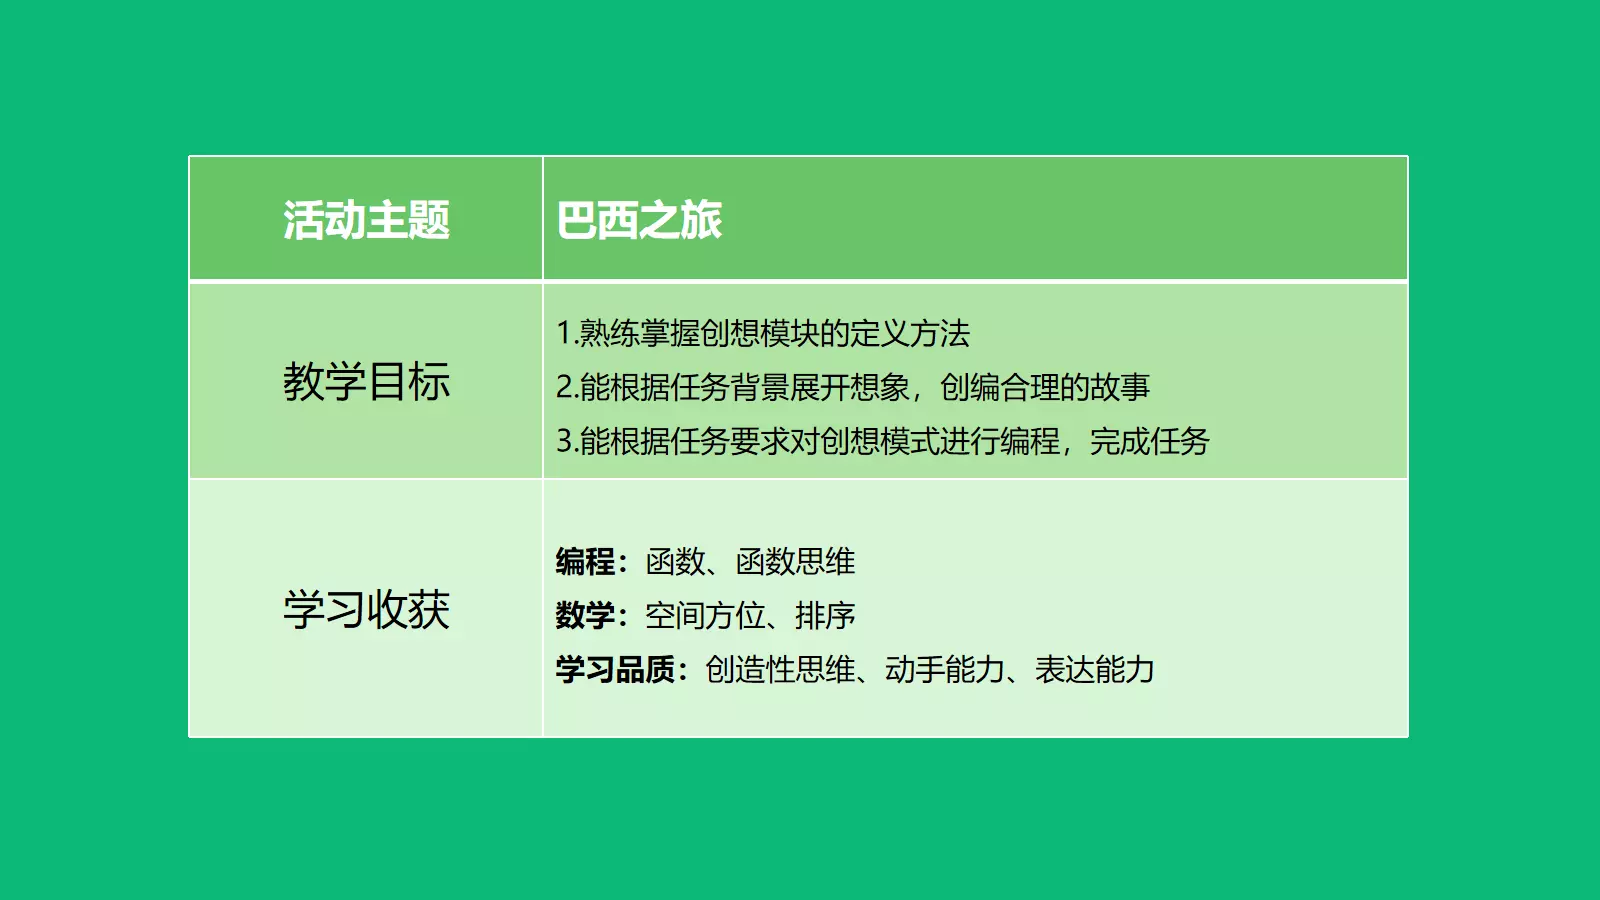 活动主题
巴西之旅
教学目标
1.熟练掌握创想模块的定义方法
2.能根据任务背景展开想象，创编合理的故事
3.能根据任务要求对创想模式进行编程，完成任务
学习收获
编程：函数、函数思维
数学：空间方位、排序
学习品质：创造性思维、动手能力、表达能力